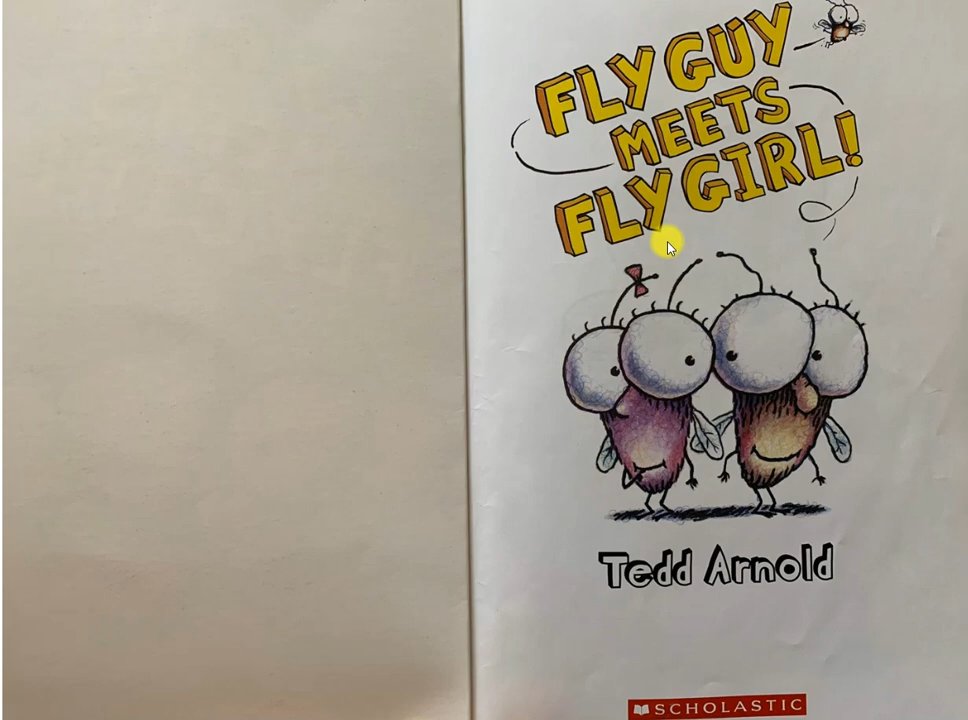 FLY GUY
MEETS
FLY GIRL!
Tedd Arnold
SCHOLASTIC